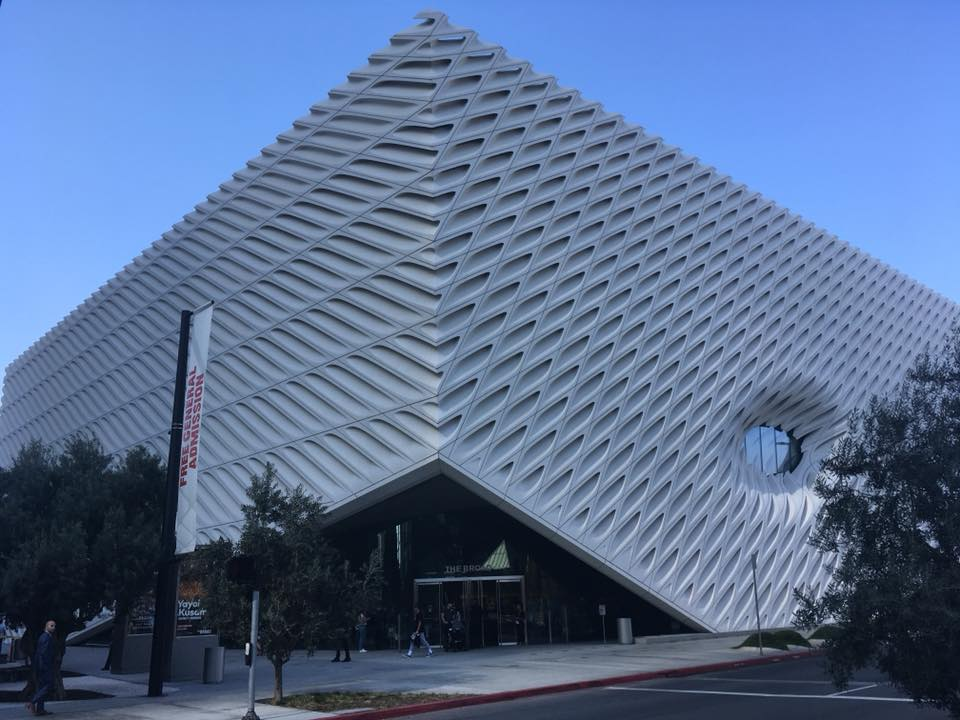 FREE GENERAL
ADMISSION
THE BROAD
Yayoi
Kusama